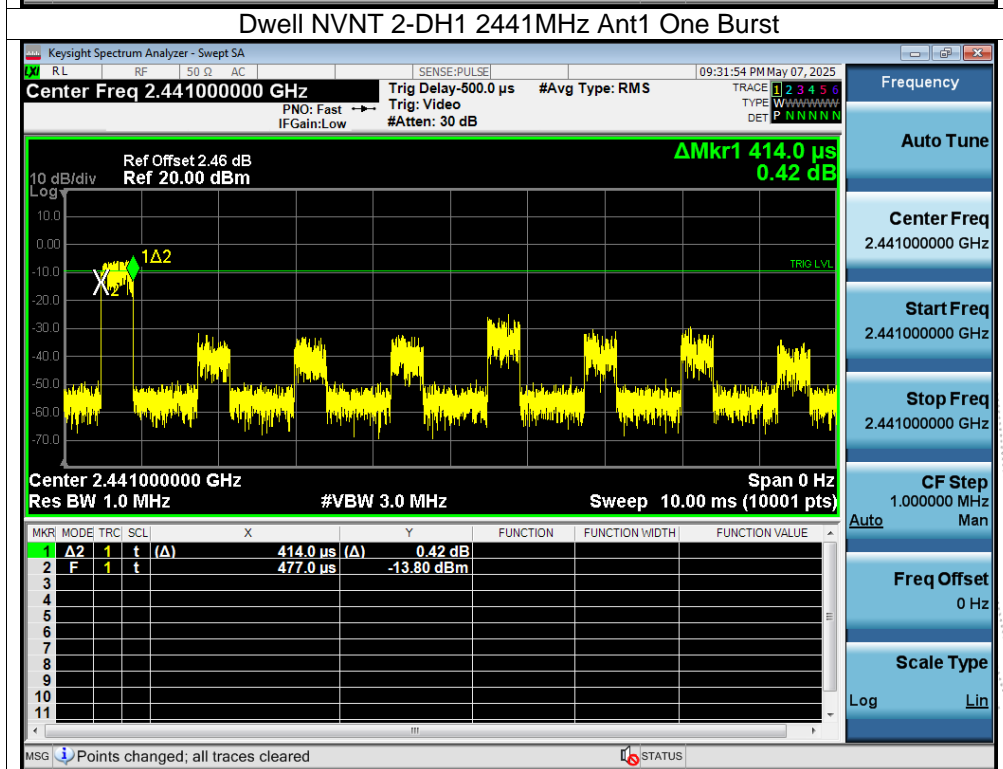 Dwell NVNT 2-DH1 2441MHz Ant1 One Burst
Keysight Spectrum Analyzer - Swept SA
LXI RL RF 50 Ω AC SENSE:PULSE 09:31:54 PM May 07, 2025
Center Freq 2.441000000 GHz
PNO: Fast
IFGain:Low
Trig Delay-500.0 µs
Trig: Video
#Atten: 30 dB
#Avg Type: RMS
TRACE 1 2 3 4 5 6
TYPE WWWWWW
DET P N N N N N
Frequency
Auto Tune
Center Freq
2.441000000 GHz
Start Freq
2.441000000 GHz
Stop Freq
2.441000000 GHz
CF Step
1.000000 MHz
Auto Man
Freq Offset
0 Hz
Scale Type
Log Lin
ΔMkr1 414.0 µs
0.42 dB
Ref Offset 2.46 dB
10 dB/div Ref 20.00 dBm
Log
10.0
0.00
-10.0
-20.0
-30.0
-40.0
-50.0
-60.0
-70.0
1Δ2
X2
TRIG LVL
Center 2.441000000 GHz Span 0 Hz
Res BW 1.0 MHz #VBW 3.0 MHz Sweep 10.00 ms (10001 pts)
MKR MODE TRC SCL X Y FUNCTION FUNCTION WIDTH FUNCTION VALUE
1 Δ2 1 t (Δ) 414.0 µs (Δ) 0.42 dB
2 F 1 t 477.0 µs -13.80 dBm
3
4
5
6
7
8
9
10
11
MSG Points changed; all traces cleared STATUS